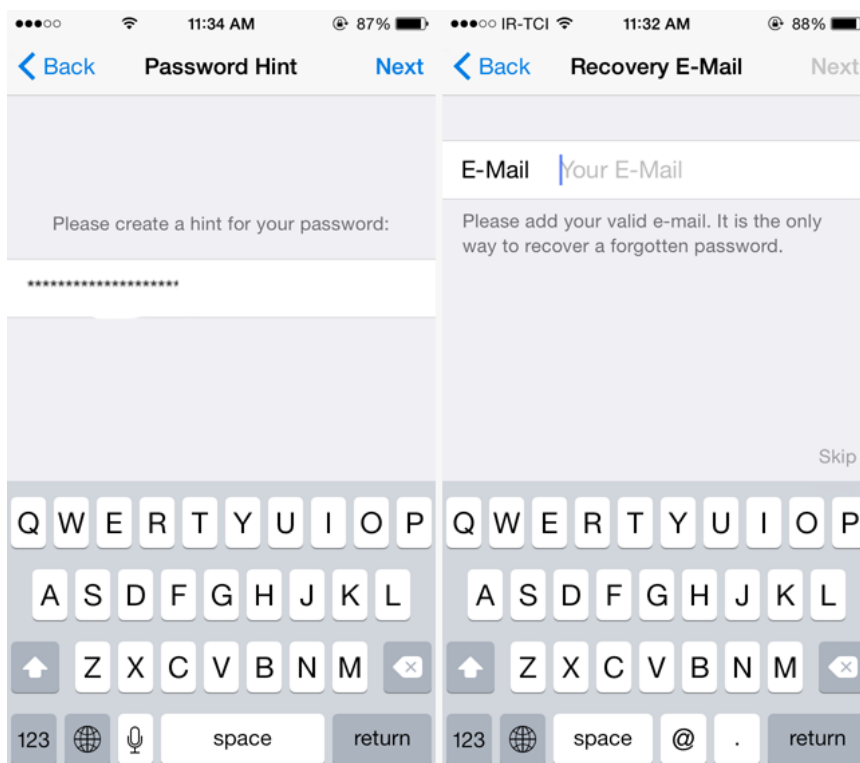 11:34 AM
87%
Back
Password Hint
Next
Please create a hint for your password:
********************
Q W E R T Y U I O P
A S D F G H J K L
Z X C V B N M
123
space
return
IR-TCI
11:32 AM
88%
Back
Recovery E-Mail
Next
E-Mail
Your E-Mail
Please add your valid e-mail. It is the only
way to recover a forgotten password.
Skip
Q W E R T Y U I O P
A S D F G H J K L
Z X C V B N M
123
space
@
.
return